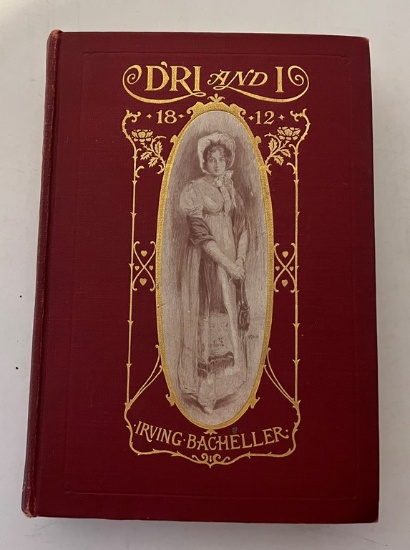 D'RI AND I
· 18 · 12 ·
· IRVING · BACHELLER ·